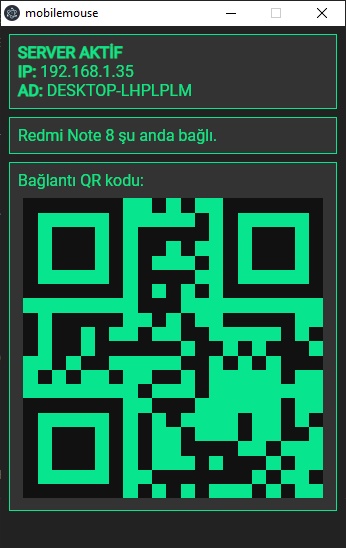 mobilemouse
SERVER AKTİF
IP: 192.168.1.35
AD: DESKTOP-LHPLPLM
Redmi Note 8 şu anda bağlı.
Bağlantı QR kodu: